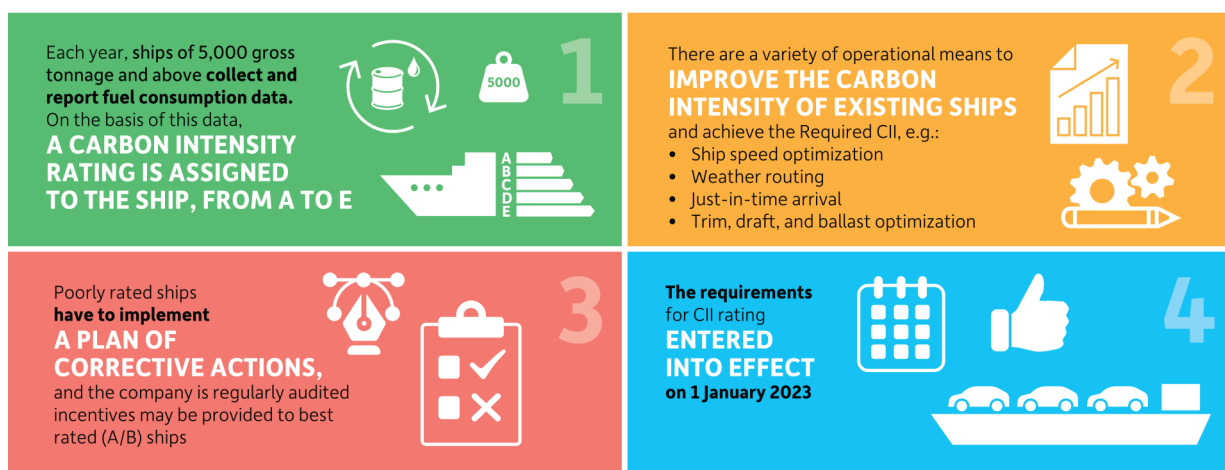 Each year, ships of 5,000 gross
tonnage and above collect and
report fuel consumption data.
On the basis of this data,
A CARBON INTENSITY
RATING IS ASSIGNED
TO THE SHIP, FROM A TO E
5000
1
A
B
C
D
E
There are a variety of operational means to
IMPROVE THE CARBON
INTENSITY OF EXISTING SHIPS
and achieve the Required CII, e.g.:
• Ship speed optimization
• Weather routing
• Just-in-time arrival
• Trim, draft, and ballast optimization
2
Poorly rated ships
have to implement
A PLAN OF
CORRECTIVE ACTIONS,
and the company is regularly audited
incentives may be provided to best
rated (A/B) ships
3
The requirements
for CII rating
ENTERED
INTO EFFECT
on 1 January 2023
4